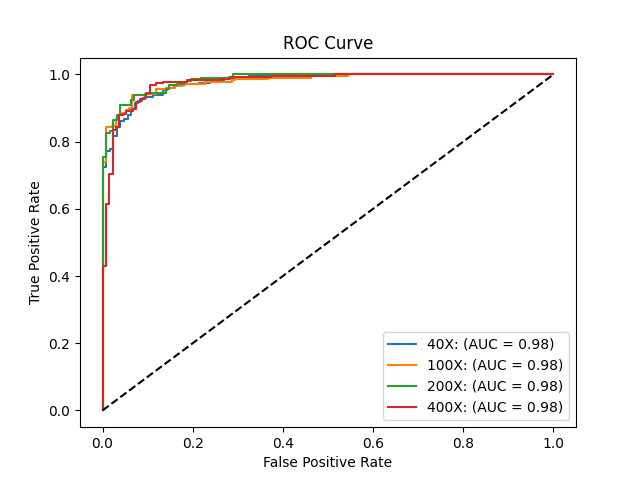 ROC Curve
True Positive Rate
1.0
0.8
0.6
0.4
0.2
0.0
40X: (AUC = 0.98)
100X: (AUC = 0.98)
200X: (AUC = 0.98)
400X: (AUC = 0.98)
0.0 0.2 0.4 0.6 0.8 1.0
False Positive Rate